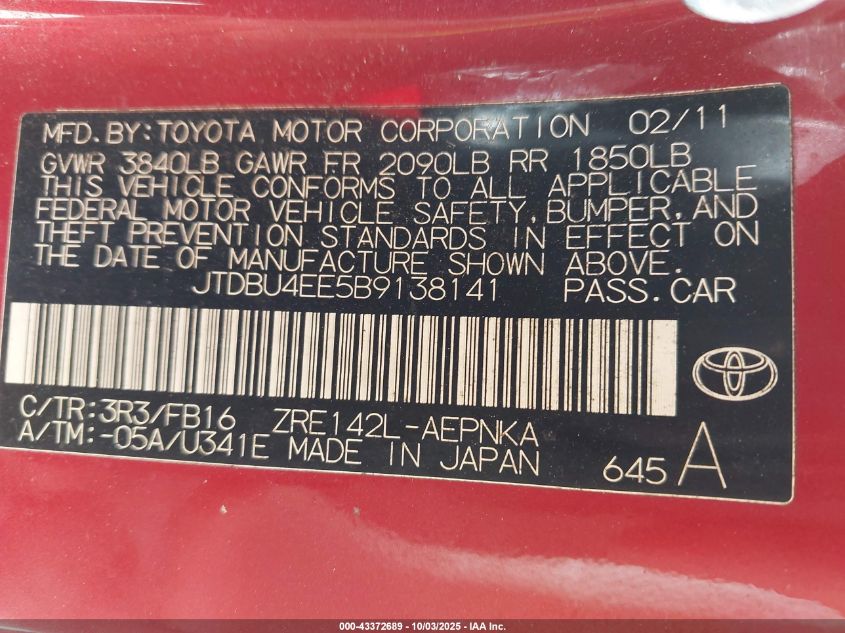 MFD. BY: TOYOTA MOTOR CORPORATION 02/11
GVWR 3840LB GAWR FR 2090LB RR 1850LB
THIS VEHICLE CONFORMS TO ALL APPLICABLE
FEDERAL MOTOR VEHICLE SAFETY, BUMPER, AND
THEFT PREVENTION STANDARDS IN EFFECT ON
THE DATE OF MANUFACTURE SHOWN ABOVE.
JTDBU4EE5B9138141 PASS. CAR
C/TR: 3R3/FB16 ZRE142L-AEPNKA
A/TM: -05A/U341E MADE IN JAPAN 645 A
000-43372689 - 10/03/2025 - IAA Inc.